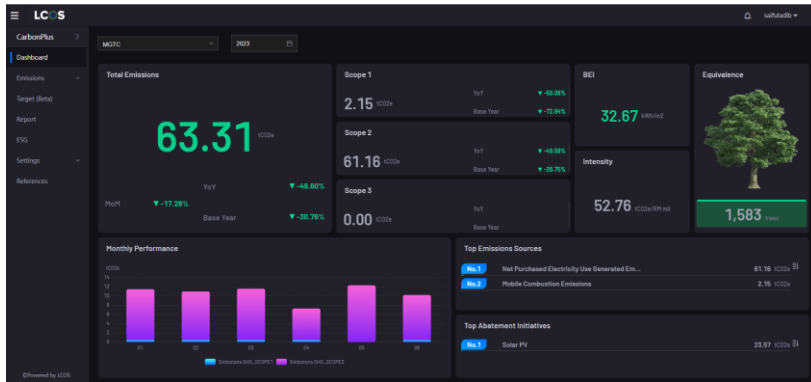 LCOS
saifuladib
CarbonPlus
Dashboard
Emissions
Target (Beta)
Report
ESG
Settings
References
©Powered by LCOS
MGTC
2023
Total Emissions
63.31 tCO2e
YoY ▼ -49.60%
MoM ▼ -17.28%
Base Year ▼ -30.76%
Scope 1
2.15 tCO2e
YoY ▼ -50.08%
Base Year ▼ -72.94%
Scope 2
61.16 tCO2e
YoY ▼ -49.58%
Base Year ▼ -26.75%
Scope 3
0.00 tCO2e
YoY
Base Year
BEI
32.67 kWh/m2
Intensity
52.76 tCO2e/RM mil
Equivalence
1,583 trees
Monthly Performance
tCO2e
14
12
10
8
6
4
2
0
01 02 03 04 05 06
Emissions GHG_SCOPE1 Emissions GHG_SCOPE2
Top Emissions Sources
No.1 Net Purchased Electricity Use Generated Em... 61.16 tCO2e
No.2 Mobile Combustion Emissions 2.15 tCO2e
Top Abatement Initiatives
No.1 Solar PV 23.57 tCO2e